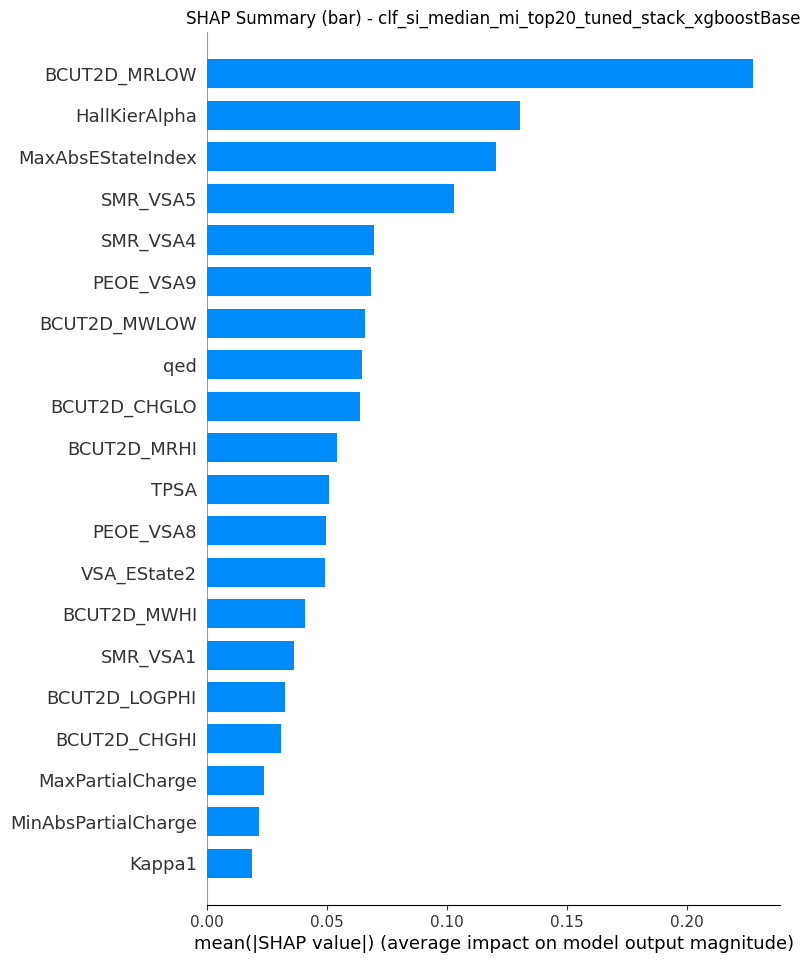 SHAP Summary (bar) - clf_si_median_mi_top20_tuned_stack_xgboostBase
BCUT2D_MRLOW
HallKierAlpha
MaxAbsEStateIndex
SMR_VSA5
SMR_VSA4
PEOE_VSA9
BCUT2D_MWLOW
qed
BCUT2D_CHGLO
BCUT2D_MRHI
TPSA
PEOE_VSA8
VSA_EState2
BCUT2D_MWHI
SMR_VSA1
BCUT2D_LOGPHI
BCUT2D_CHGHI
MaxPartialCharge
MinAbsPartialCharge
Kappa1
0.00 0.05 0.10 0.15 0.20
mean(|SHAP value|) (average impact on model output magnitude)